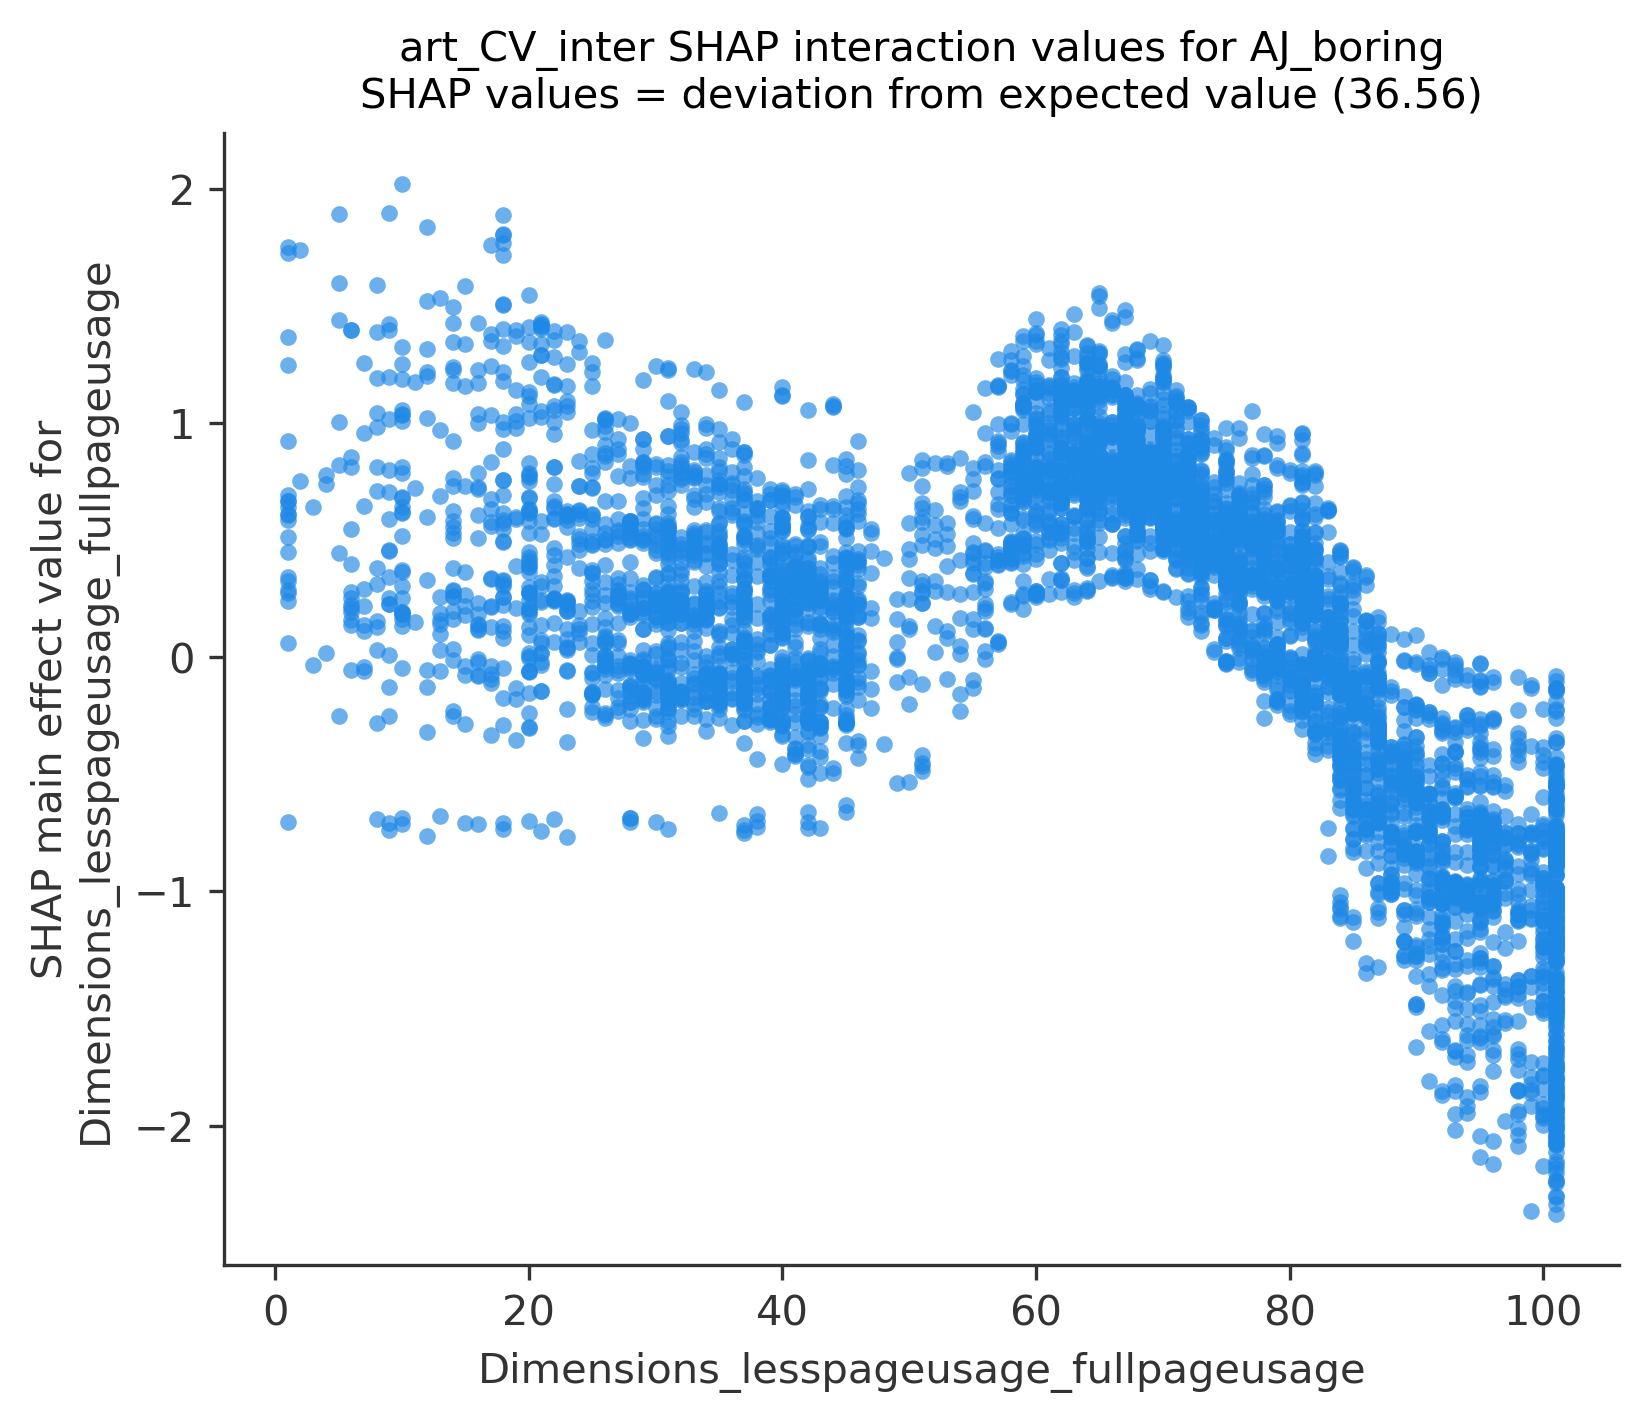 art_CV_inter SHAP interaction values for AJ_boring
SHAP values = deviation from expected value (36.56)
SHAP main effect value for
Dimensions_lesspageusage_fullpageusage
2
1
0
−1
−2
0
20
40
60
80
100
Dimensions_lesspageusage_fullpageusage